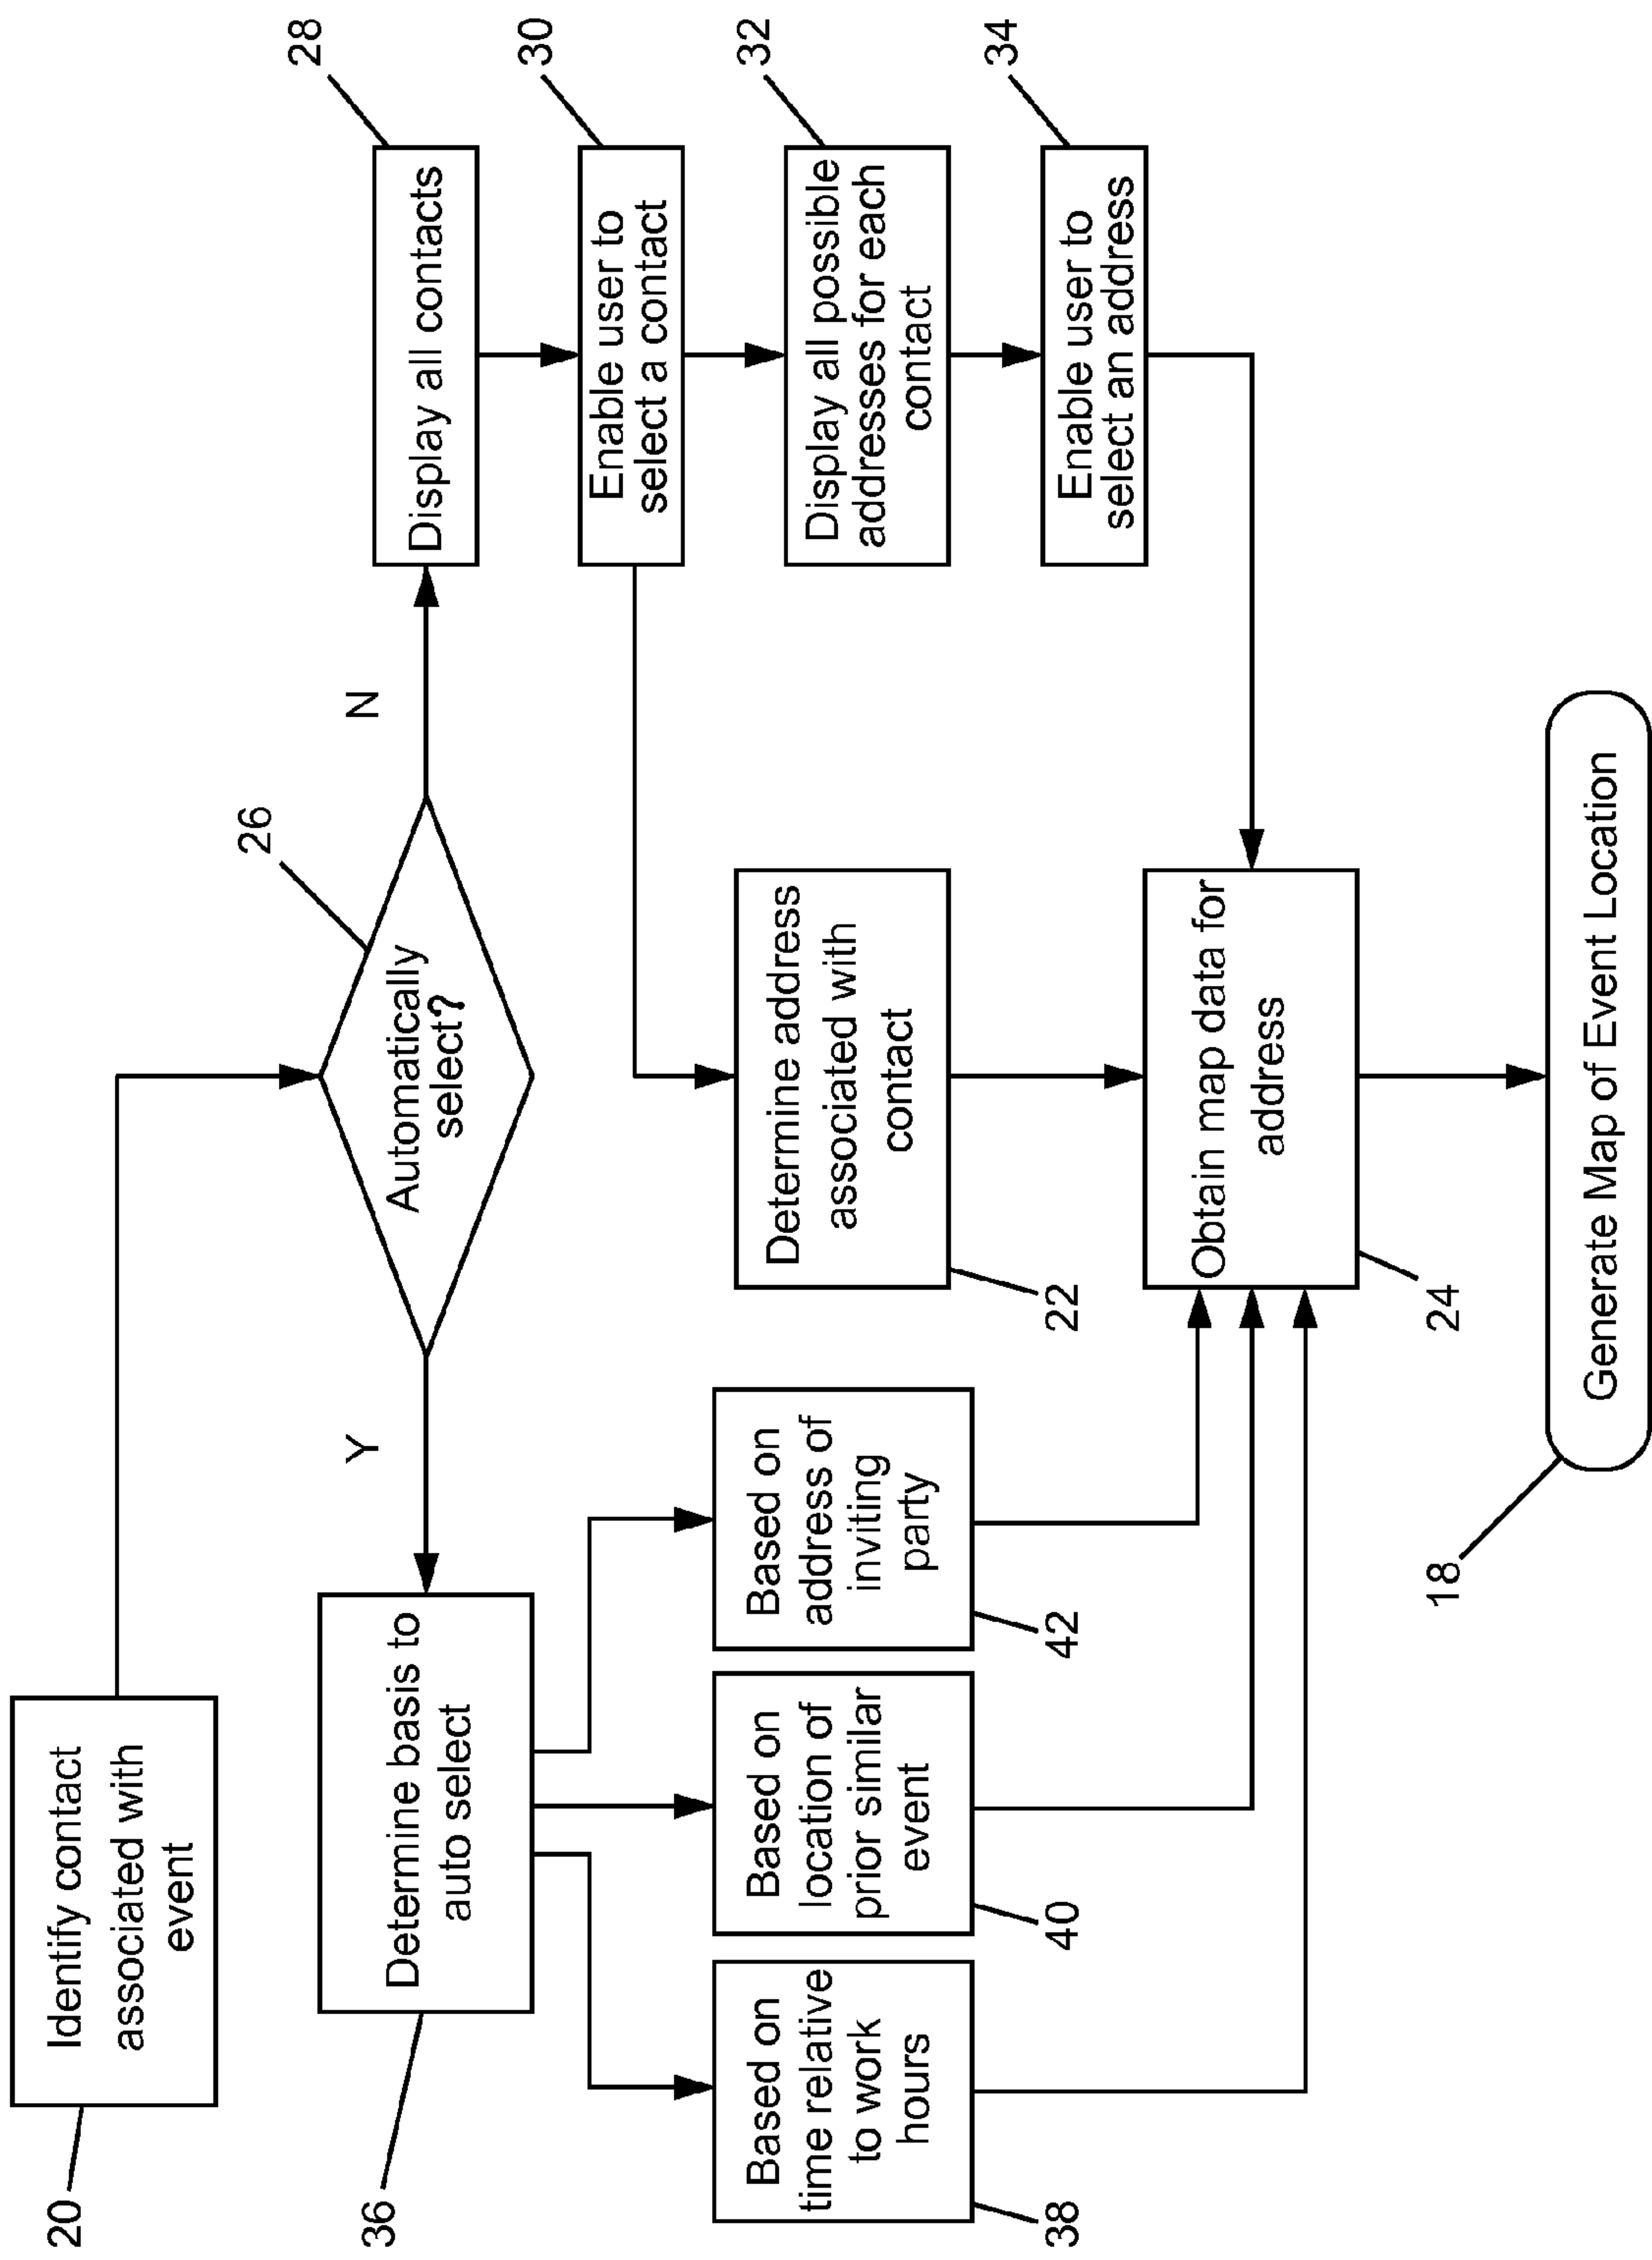 20
Identify contact
associated with
event
26
Automatically
select?
Y
N
36
Determine basis to
auto select
28
Display all contacts
30
Enable user to
select a contact
32
Display all possible
addresses for each
contact
34
Enable user to
select an address
38
Based on
time relative
to work
hours
40
Based on
location of
prior similar
event
42
Based on
address of
inviting
party
22
Determine address
associated with
contact
24
Obtain map data for
address
18
Generate Map of Event Location